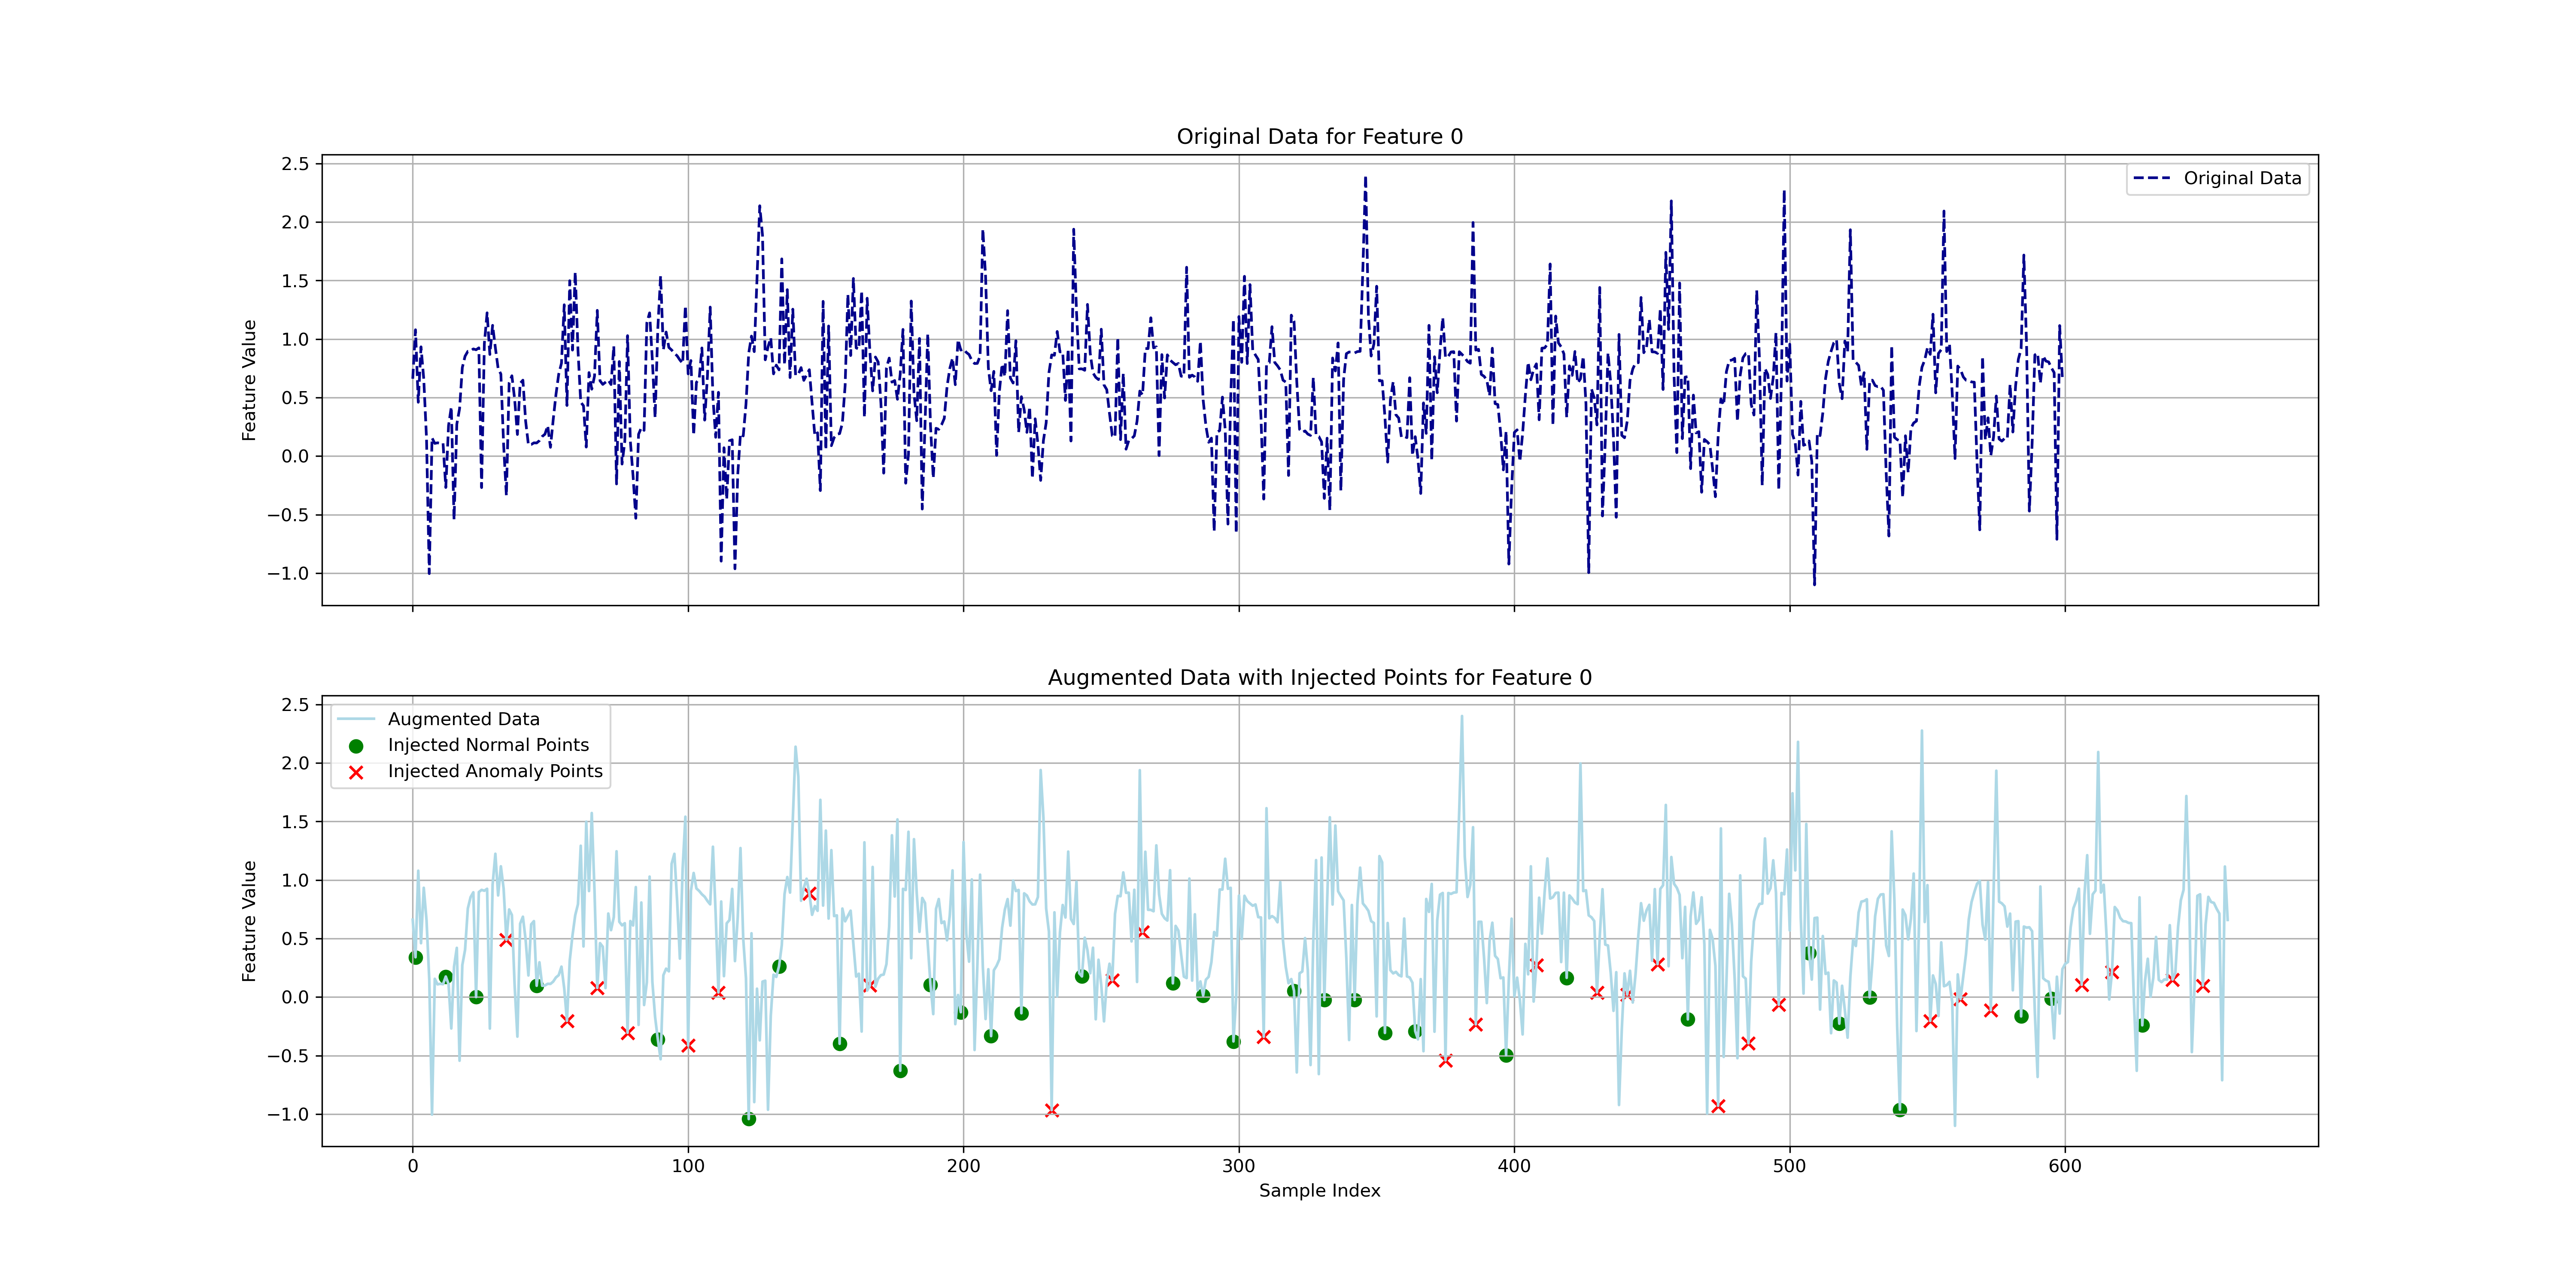 Original Data for Feature 0
2.5
2.0
1.5
1.0
0.5
0.0
−0.5
−1.0
Feature Value
Original Data
Augmented Data with Injected Points for Feature 0
2.5
2.0
1.5
1.0
0.5
0.0
−0.5
−1.0
Feature Value
Augmented Data
Injected Normal Points
Injected Anomaly Points
0 100 200 300 400 500 600
Sample Index